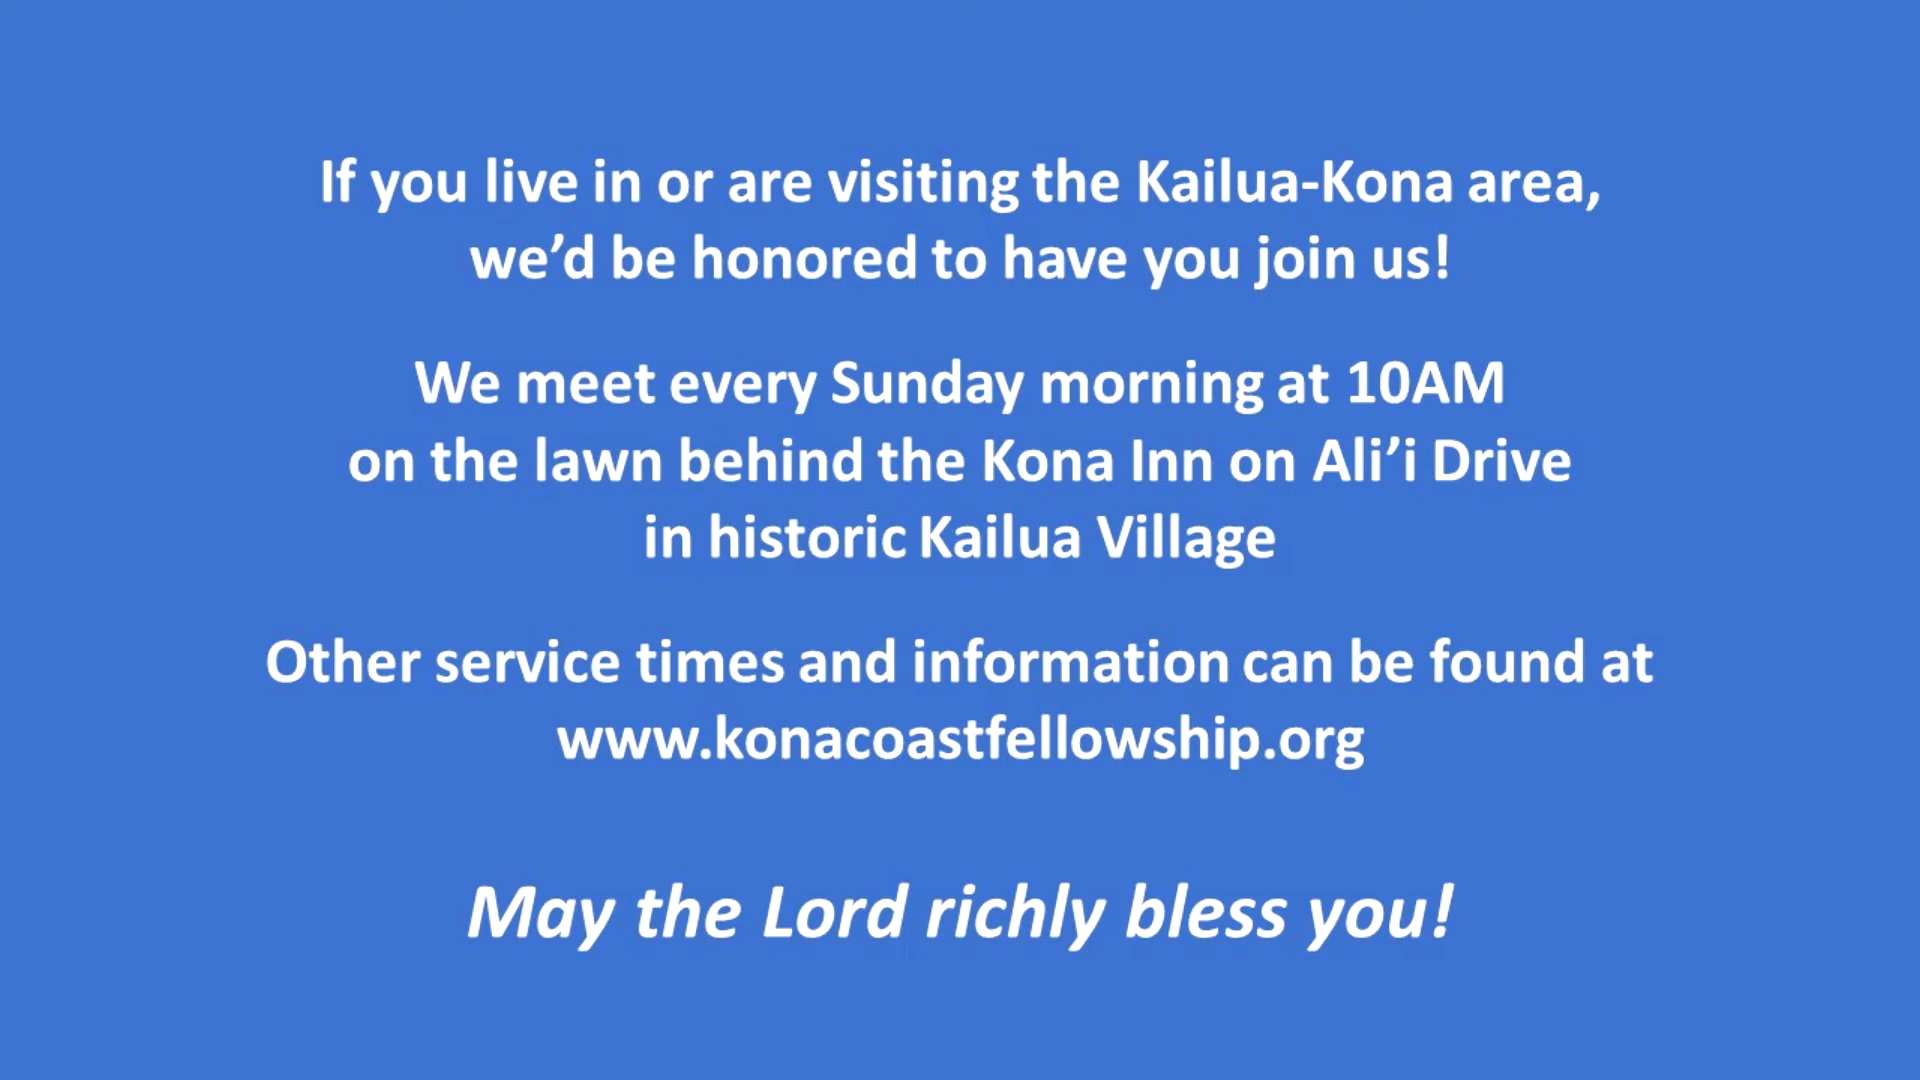 If you live in or are visiting the Kailua-Kona area,
we’d be honored to have you join us!
We meet every Sunday morning at 10AM
on the lawn behind the Kona Inn on Ali’i Drive
in historic Kailua Village
Other service times and information can be found at
www.konacoastfellowship.org
May the Lord richly bless you!